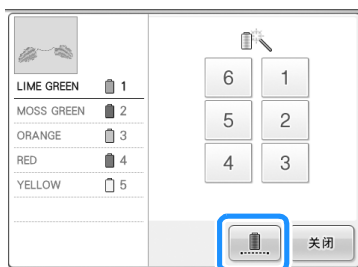 LIME GREEN 1
MOSS GREEN 2
ORANGE 3
RED 4
YELLOW 5
6 1
5 2
4 3
关闭